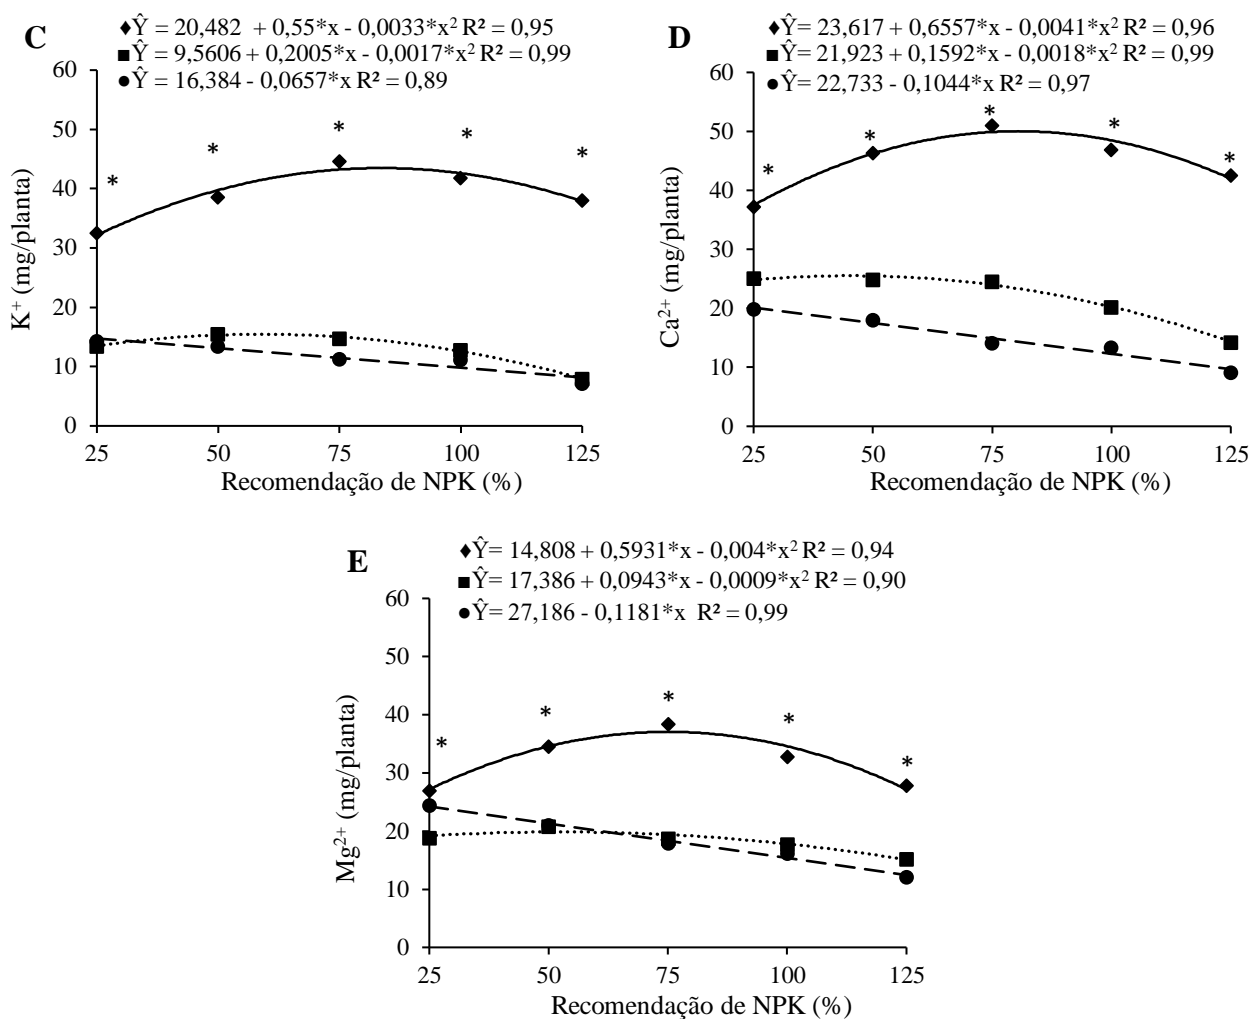 C
◆Ŷ = 20,482 + 0,55*x - 0,0033*x² R² = 0,95
■Ŷ = 9,5606 + 0,2005*x - 0,0017*x² R² = 0,99
●Ŷ = 16,384 - 0,0657*x R² = 0,89
60
50
40
30
20
10
0
K⁺ (mg/planta)
* * * * *
25 50 75 100 125
Recomendação de NPK (%)
D
◆Ŷ = 23,617 + 0,6557*x - 0,0041*x² R² = 0,96
■Ŷ = 21,923 + 0,1592*x - 0,0018*x² R² = 0,99
●Ŷ= 22,733 - 0,1044*x R² = 0,97
60
50
40
30
20
10
0
Ca²⁺ (mg/planta)
* * * * *
25 50 75 100 125
Recomendação de NPK (%)
E
◆Ŷ= 14,808 + 0,5931*x - 0,004*x² R² = 0,94
■Ŷ= 17,386 + 0,0943*x - 0,0009*x² R² = 0,90
●Ŷ= 27,186 - 0,1181*x R² = 0,99
60
50
40
30
20
10
0
Mg²⁺ (mg/planta)
* * * * *
25 50 75 100 125
Recomendação de NPK (%)